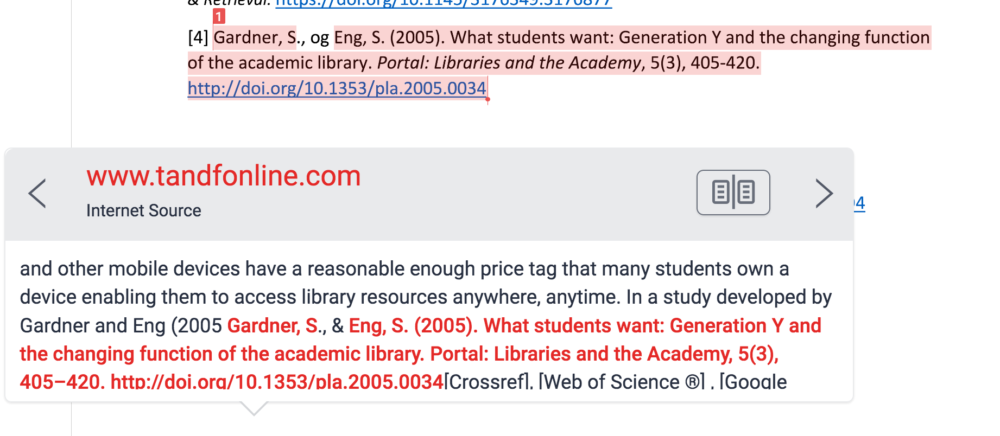 & Retrieval. https://doi.org/10.1145/3176349.3176877
1
[4] Gardner, S., og Eng, S. (2005). What students want: Generation Y and the changing function
of the academic library. Portal: Libraries and the Academy, 5(3), 405-420.
http://doi.org/10.1353/pla.2005.0034
www.tandfonline.com
Internet Source
4
and other mobile devices have a reasonable enough price tag that many students own a
device enabling them to access library resources anywhere, anytime. In a study developed by
Gardner and Eng (2005 Gardner, S., & Eng, S. (2005). What students want: Generation Y and
the changing function of the academic library. Portal: Libraries and the Academy, 5(3),
405–420. http://doi.org/10.1353/pla.2005.0034[Crossref], [Web of Science ®] , [Google